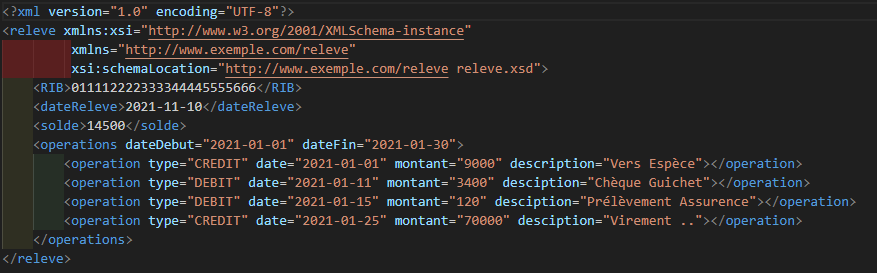 <?xml version="1.0" encoding="UTF-8"?>
<releve xmlns:xsi="http://www.w3.org/2001/XMLSchema-instance"
xmlns="http://www.exemple.com/releve"
xsi:schemaLocation="http://www.exemple.com/releve releve.xsd">
<RIB>011112222333344445555666</RIB>
<dateReleve>2021-11-10</dateReleve>
<solde>14500</solde>
<operations dateDebut="2021-01-01" dateFin="2021-01-30">
<operation type="CREDIT" date="2021-01-01" montant="9000" description="Vers Espèce"></operation>
<operation type="DEBIT" date="2021-01-11" montant="3400" desciption="Chèque Guichet"></operation>
<operation type="DEBIT" date="2021-01-15" montant="120" desciption="Prélèvement Assurence"></operation>
<operation type="CREDIT" date="2021-01-25" montant="70000" desciption="Virement .."></operation>
</operations>
</releve>